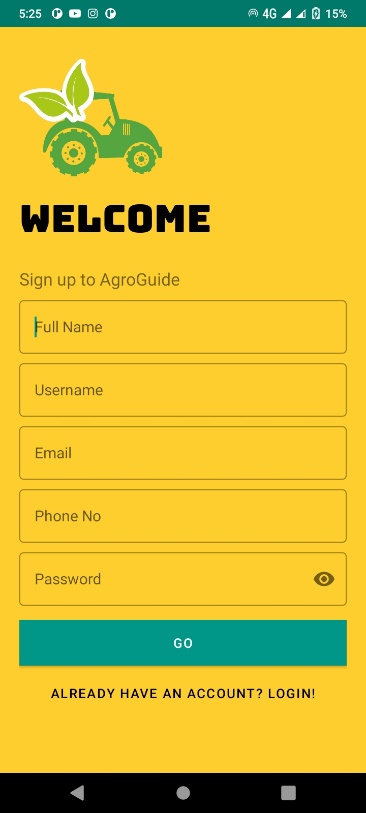 5:25
4G
15%
WELCOME
Sign up to AgroGuide
Full Name
Username
Email
Phone No
Password
GO
ALREADY HAVE AN ACCOUNT? LOGIN!